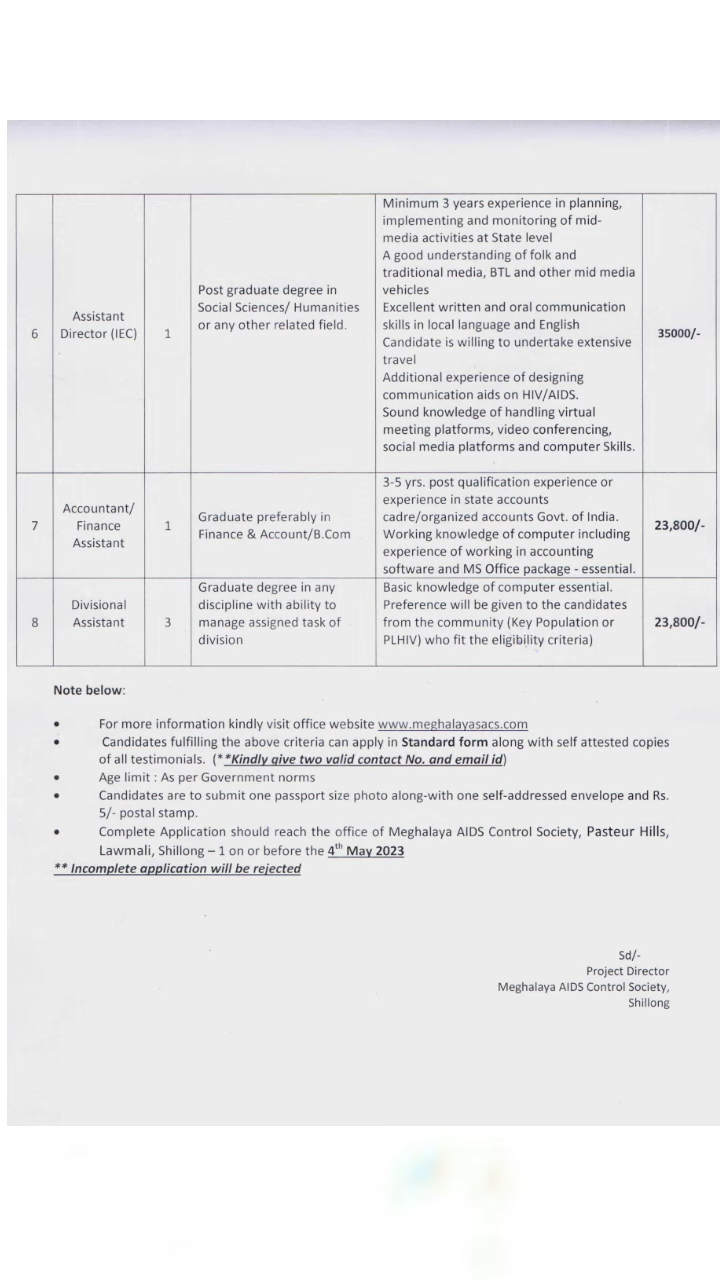 6
Assistant
Director (IEC)
1
Post graduate degree in
Social Sciences/ Humanities
or any other related field.
Minimum 3 years experience in planning,
implementing and monitoring of mid-
media activities at State level
A good understanding of folk and
traditional media, BTL and other mid media
vehicles
Excellent written and oral communication
skills in local language and English
Candidate is willing to undertake extensive
travel
Additional experience of designing
communication aids on HIV/AIDS.
Sound knowledge of handling virtual
meeting platforms, video conferencing,
social media platforms and computer Skills.
35000/-
7
Accountant/
Finance
Assistant
1
Graduate preferably in
Finance & Account/B.Com
3-5 yrs. post qualification experience or
experience in state accounts
cadre/organized accounts Govt. of India.
Working knowledge of computer including
experience of working in accounting
software and MS Office package - essential.
23,800/-
8
Divisional
Assistant
3
Graduate degree in any
discipline with ability to
manage assigned task of
division
Basic knowledge of computer essential.
Preference will be given to the candidates
from the community (Key Population or
PLHIV) who fit the eligibility criteria)
23,800/-
Note below:
• For more information kindly visit office website www.meghalayasacs.com
• Candidates fulfilling the above criteria can apply in Standard form along with self attested copies
of all testimonials. (**Kindly give two valid contact No. and email id)
• Age limit : As per Government norms
• Candidates are to submit one passport size photo along-with one self-addressed envelope and Rs.
5/- postal stamp.
• Complete Application should reach the office of Meghalaya AIDS Control Society, Pasteur Hills,
Lawmali, Shillong – 1 on or before the 4th May 2023
** Incomplete application will be rejected
Sd/-
Project Director
Meghalaya AIDS Control Society,
Shillong